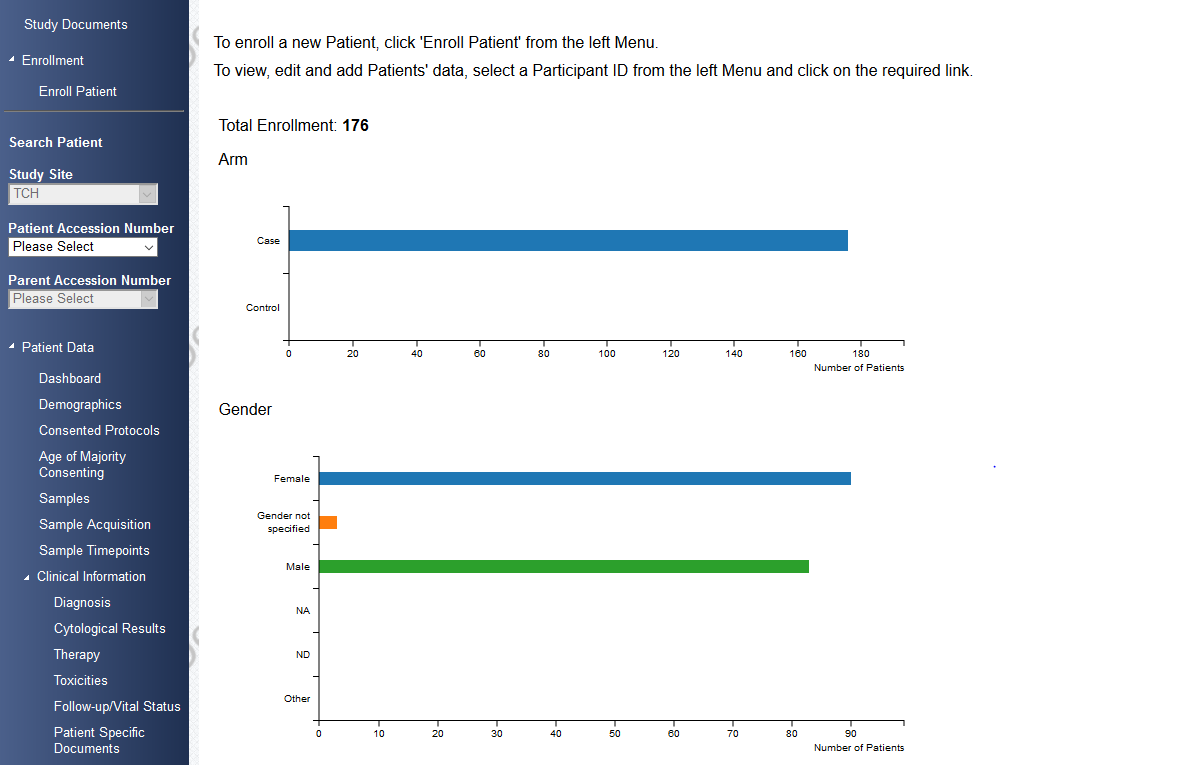 Study Documents
Enrollment
Enroll Patient
Search Patient
Study Site
TCH
Patient Accession Number
Please Select
Parent Accession Number
Please Select
Patient Data
Dashboard
Demographics
Consented Protocols
Age of Majority
Consenting
Samples
Sample Acquisition
Sample Timepoints
Clinical Information
Diagnosis
Cytological Results
Therapy
Toxicities
Follow-up/Vital Status
Patient Specific
Documents
To enroll a new Patient, click 'Enroll Patient' from the left Menu.
To view, edit and add Patients' data, select a Participant ID from the left Menu and click on the required link.
Total Enrollment: 176
Arm
Case
Control
0 20 40 60 80 100 120 140 160 180
Number of Patients
Gender
Female
Gender not
specified
Male
NA
ND
Other
0 10 20 30 40 50 60 70 80 90
Number of Patients